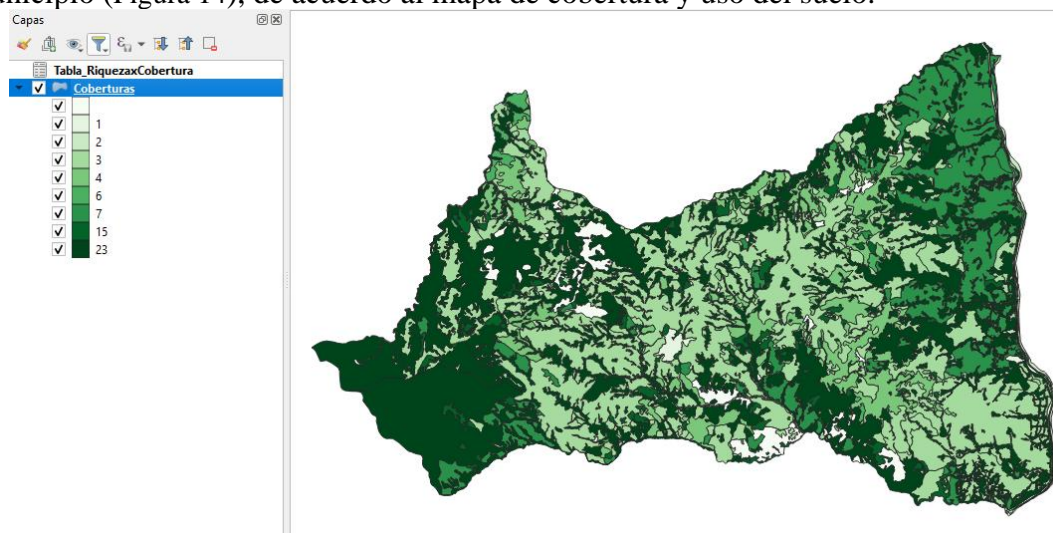 unicipio (Figura 14), de acuerdo al mapa de cobertura y uso del suelo.
Capas
Tabla_RiquezaxCobertura
Coberturas
1
2
3
4
6
7
15
23